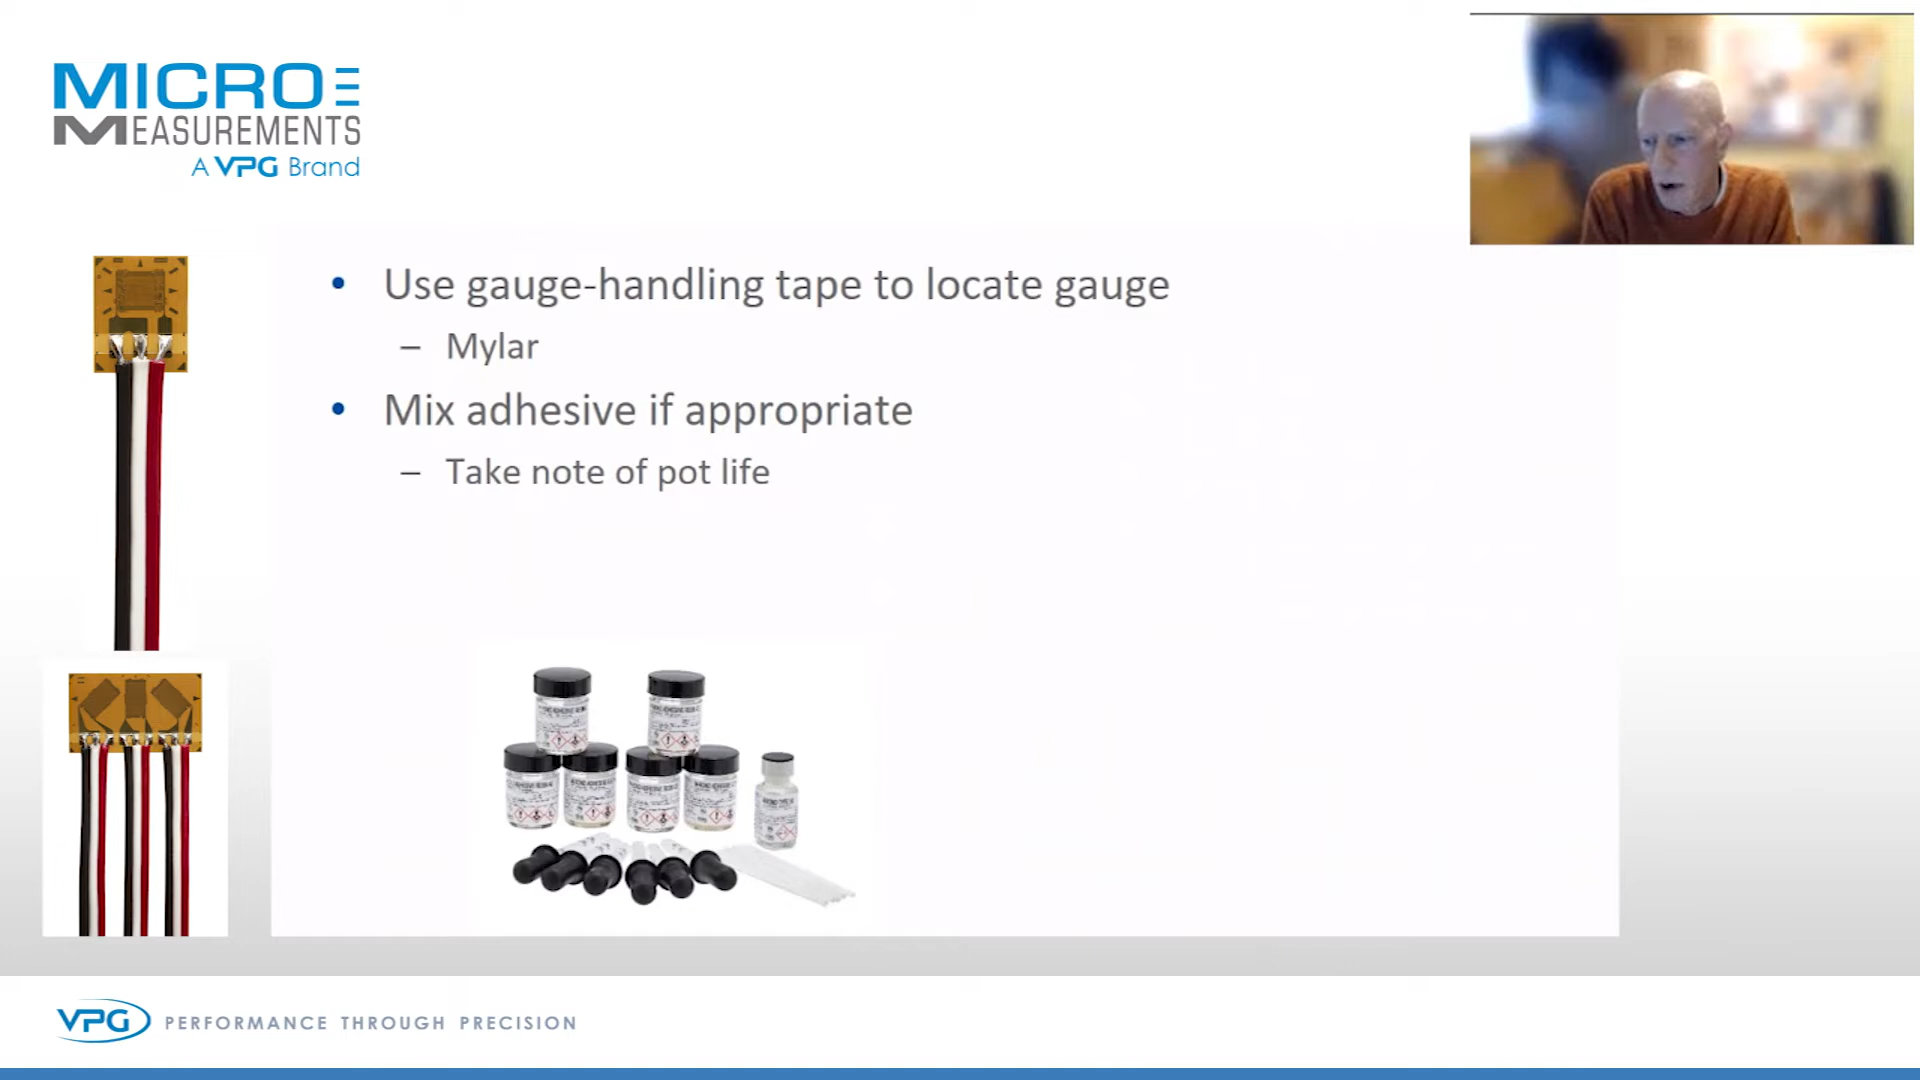 MICRO
MEASUREMENTS
A VPG Brand
• Use gauge-handling tape to locate gauge
– Mylar
• Mix adhesive if appropriate
– Take note of pot life
VPG PERFORMANCE THROUGH PRECISION